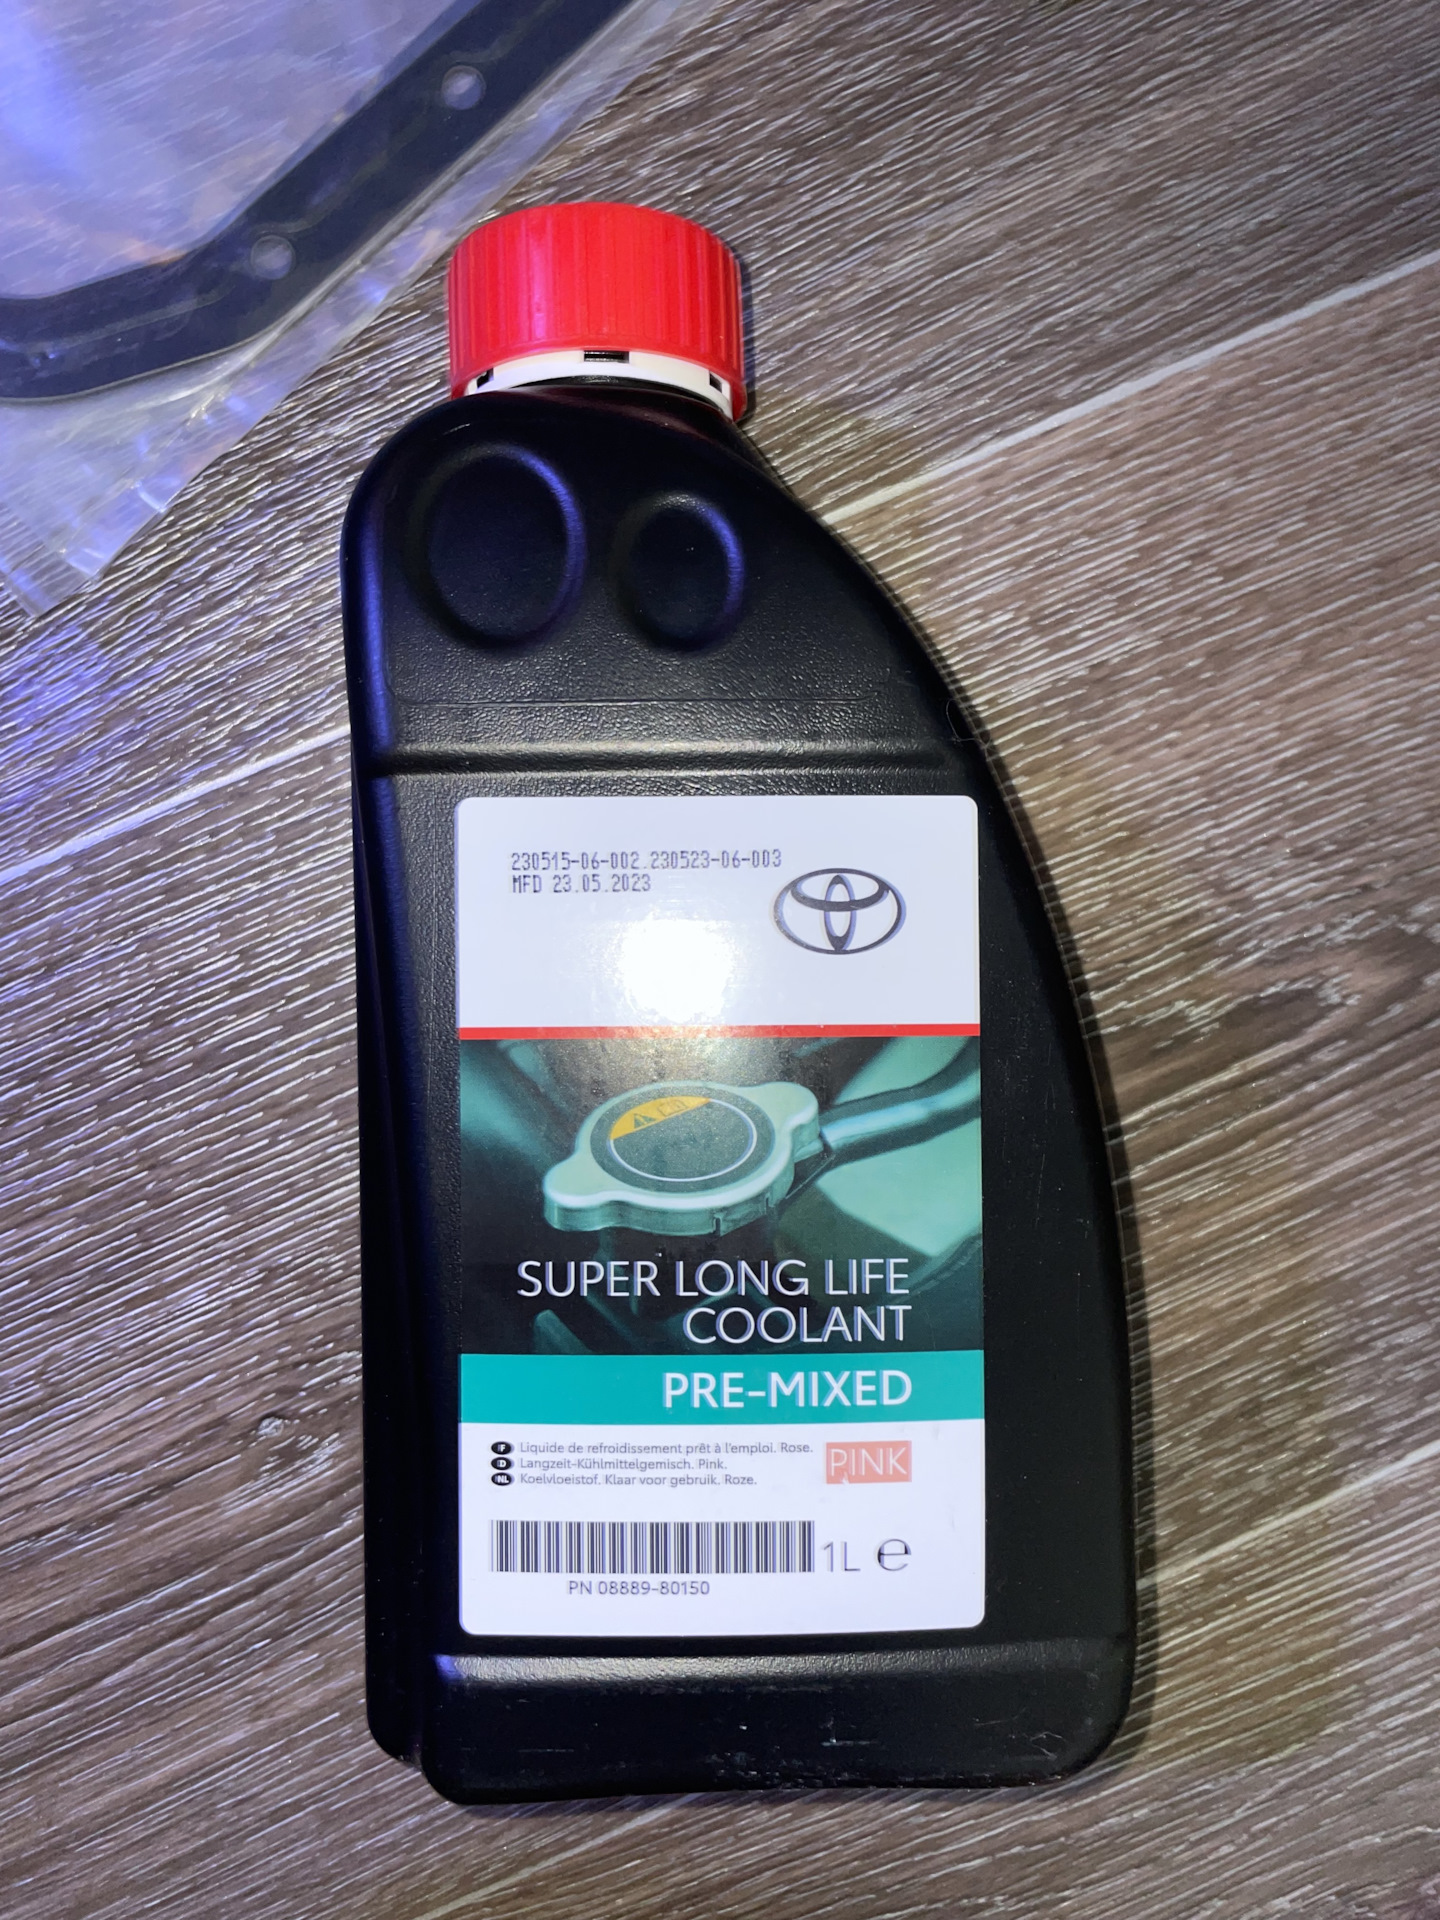 230515-06-002.230523-06-003
MFD 23.05.2023
SUPER LONG LIFE
COOLANT
PRE-MIXED
F Liquide de refroidissement prêt à l'emploi. Rose.
D Langzeit-Kühlmittelgemisch. Pink.
NL Koelvloeistof. Klaar voor gebruik. Roze.
PINK
1L e
PN 08889-80150